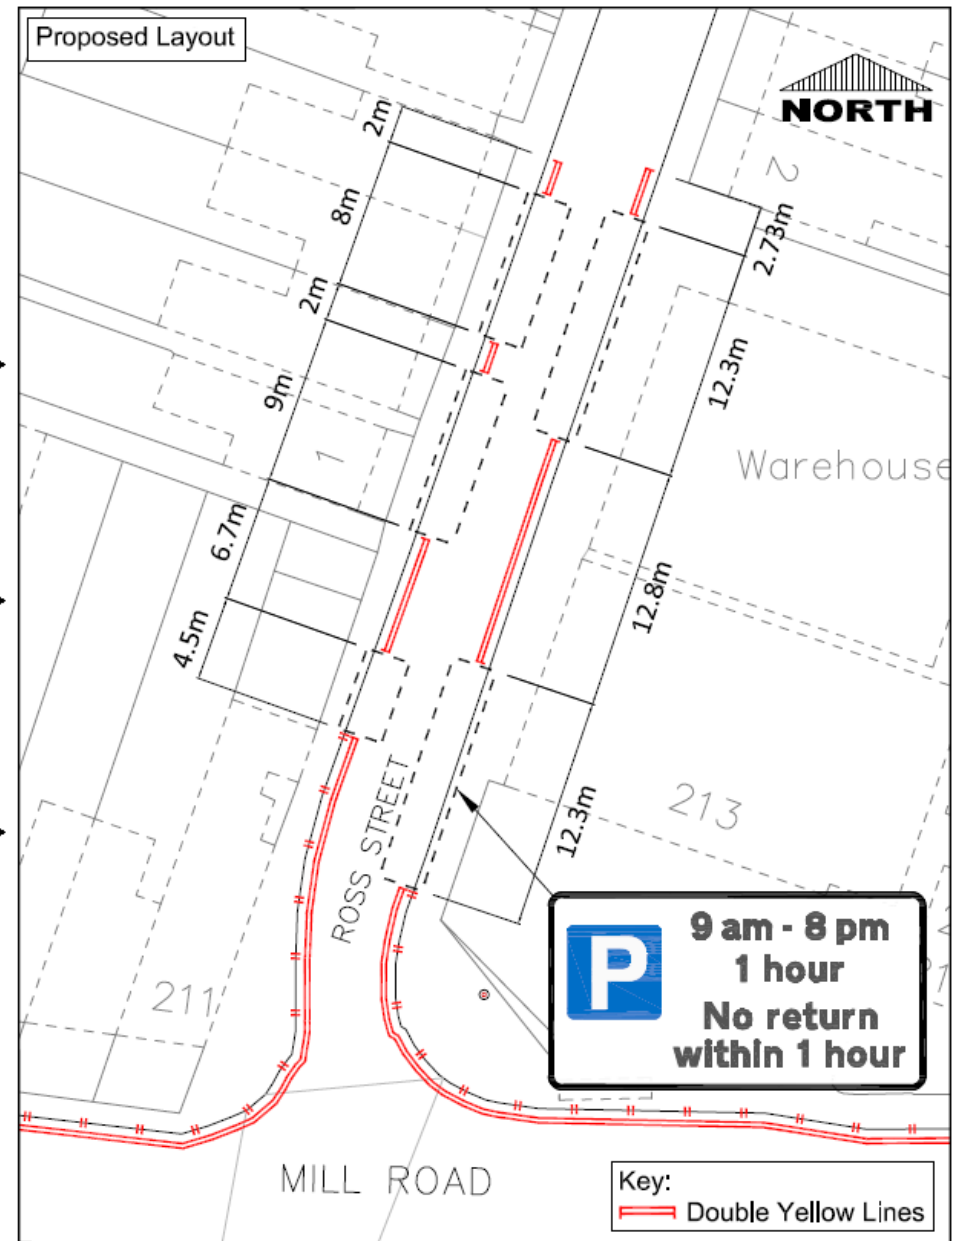 Proposed Layout
NORTH
2m
8m
2m
9m
6.7m
4.5m
2
2.73m
12.3m
12.8m
12.3m
Warehouse
1
213
211
ROSS STREET
P
9 am - 8 pm
1 hour
No return
within 1 hour
MILL ROAD
Key:
Double Yellow Lines